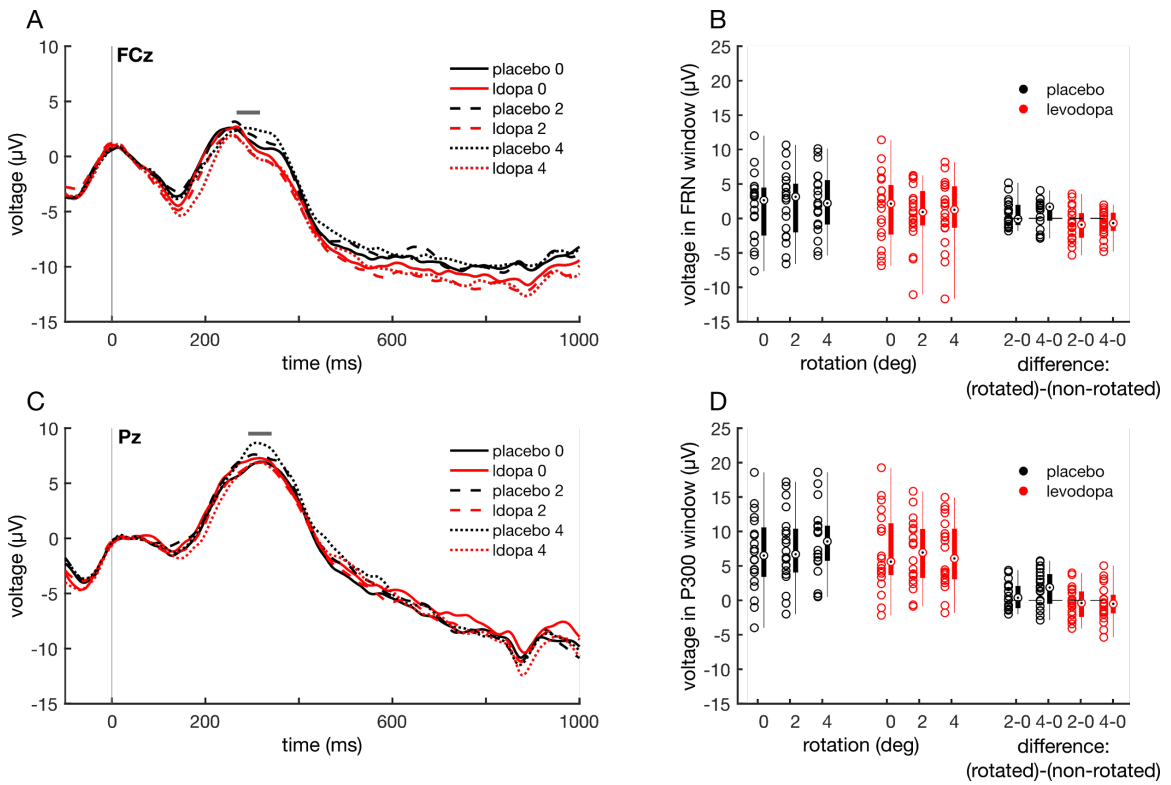 A
FCz
10
5
0
-5
-10
-15
voltage (µV)
0
200
600
1000
time (ms)
placebo 0
ldopa 0
placebo 2
ldopa 2
placebo 4
ldopa 4
B
25
20
15
10
5
0
-5
-10
-15
voltage in FRN window (µV)
placebo
levodopa
0 2 4 0 2 4 2-0 4-0 2-0 4-0
rotation (deg)
difference:
(rotated)-(non-rotated)
C
Pz
10
5
0
-5
-10
-15
voltage (µV)
0
200
600
1000
time (ms)
placebo 0
ldopa 0
placebo 2
ldopa 2
placebo 4
ldopa 4
D
25
20
15
10
5
0
-5
-10
-15
voltage in P300 window (µV)
placebo
levodopa
0 2 4 0 2 4 2-0 4-0 2-0 4-0
rotation (deg)
difference:
(rotated)-(non-rotated)